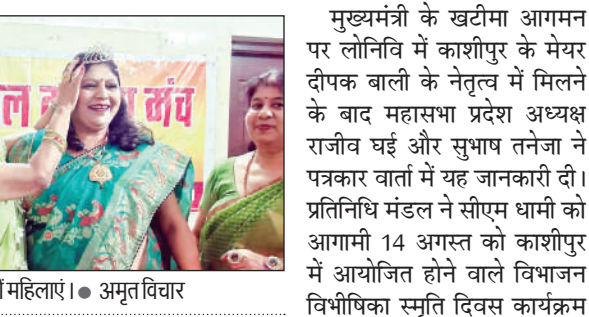 मंच
महिलाएं। ● अमृत विचार
मुख्यमंत्री के खटीमा आगमन
पर लोनिवि में काशीपुर के मेयर
दीपक बाली के नेतृत्व में मिलने
के बाद महासभा प्रदेश अध्यक्ष
राजीव घई और सुभाष तनेजा ने
पत्रकार वार्ता में यह जानकारी दी।
प्रतिनिधि मंडल ने सीएम धामी को
आगामी 14 अगस्त को काशीपुर
में आयोजित होने वाले विभाजन
विभीषिका स्मृति दिवस कार्यक्रम